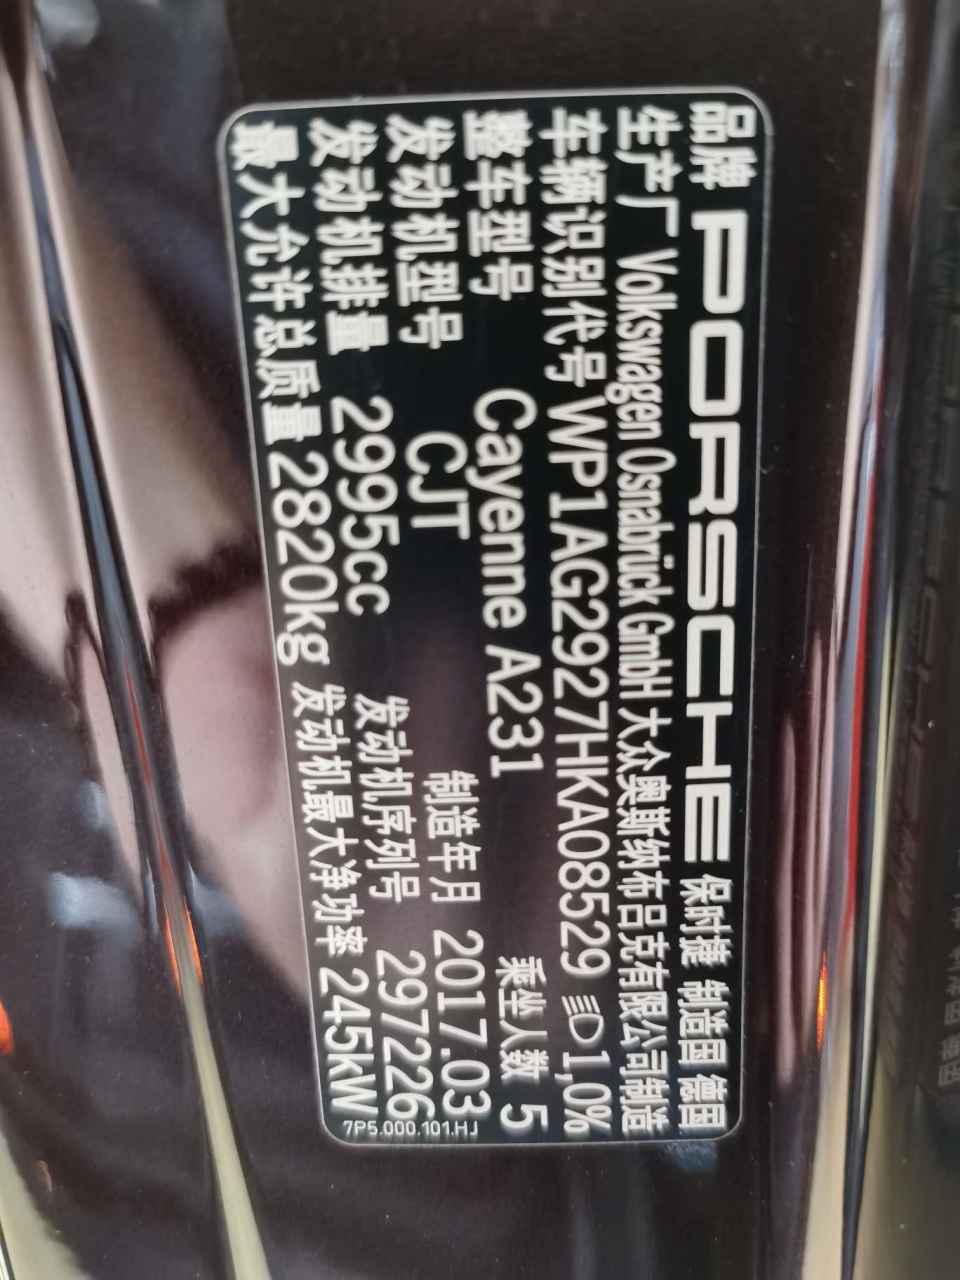 品牌 PORSCHE 保时捷 制造国 德国
生产厂 Volkswagen Osnabrück GmbH 大众奥斯纳布吕克有限公司制造
车辆识别代号 WP1AG2927HKA08529 1,0%
整车型号 Cayenne A231 乘坐人数 5
发动机型号 CJT 制造年月 2017.03
发动机排量 2995cc 发动机序列号 297226
最大允许总质量 2820kg 发动机最大净功率 245kW
7P5.000.101.HJ